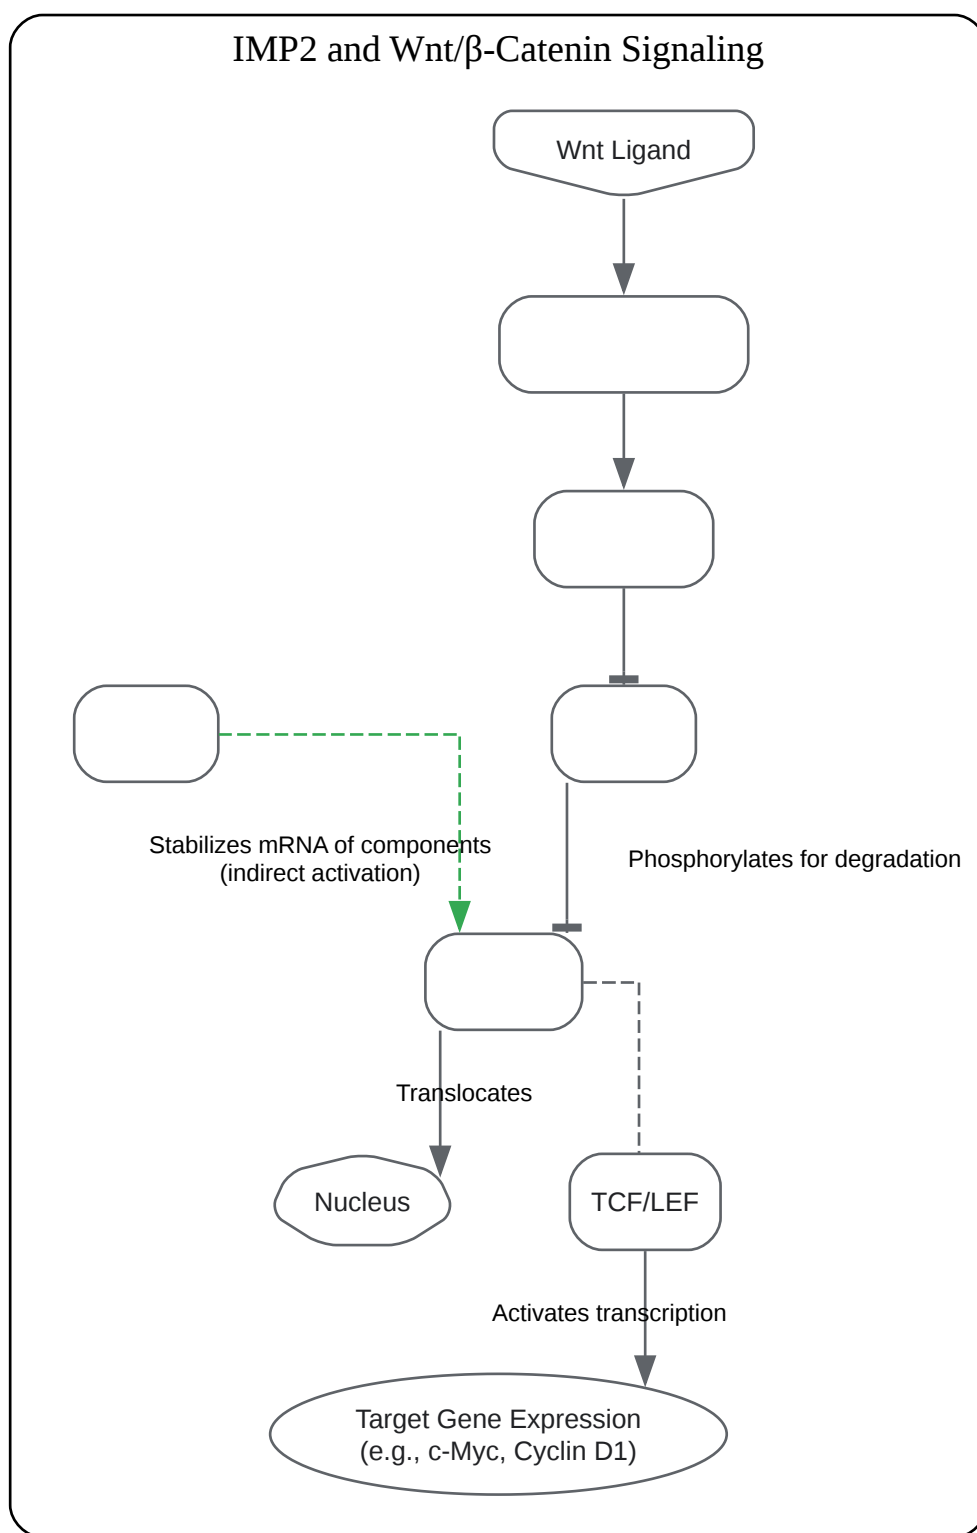 IMP2 and Wnt/β-Catenin Signaling
Wnt Ligand
Stabilizes mRNA of components
(indirect activation)
Phosphorylates for degradation
Translocates
Nucleus
TCF/LEF
Activates transcription
Target Gene Expression
(e.g., c-Myc, Cyclin D1)